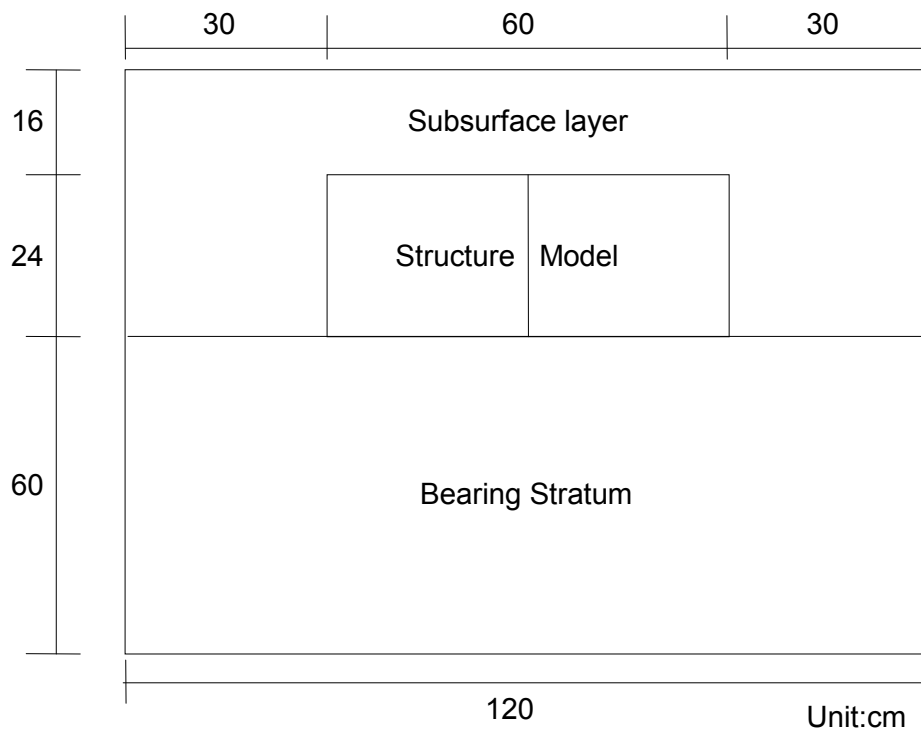 30 60 30
16
Subsurface layer
24
Structure Model
60
Bearing Stratum
120
Unit:cm